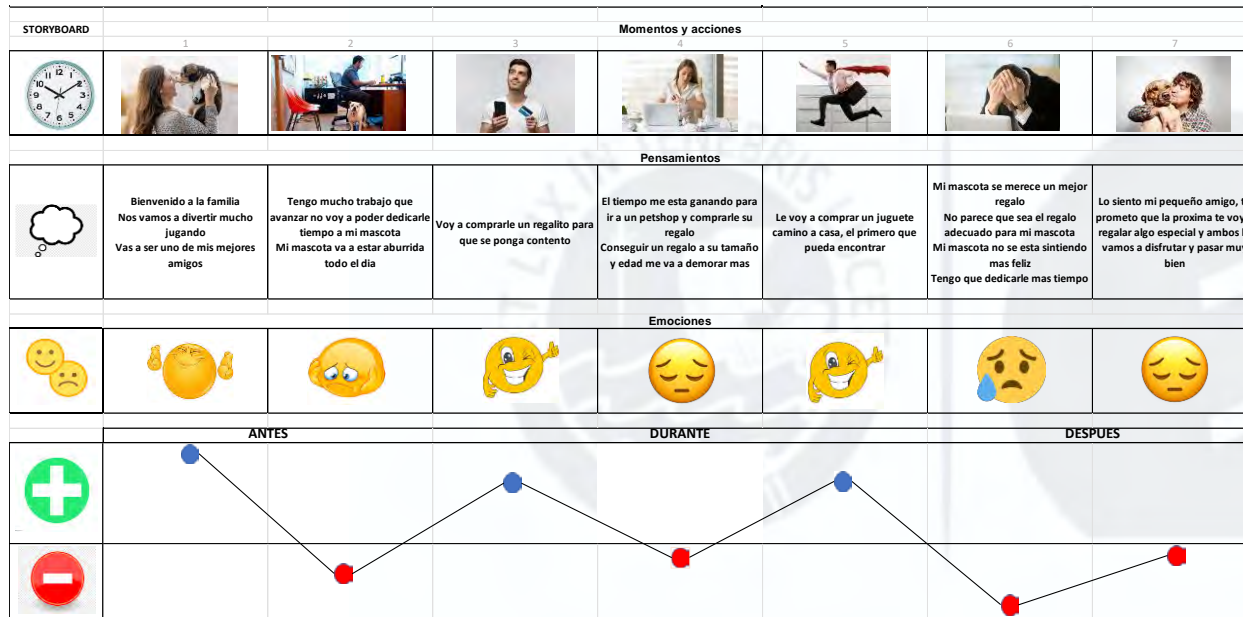 STORYBOARD
Momentos y acciones
1 2 3 4 5 6 7
Pensamientos
Bienvenido a la familia
Nos vamos a divertir mucho
jugando
Vas a ser uno de mis mejores
amigos
Tengo mucho trabajo que
avanzar no voy a poder dedicarle
tiempo a mi mascota
Mi mascota va a estar aburrida
todo el dia
Voy a comprarle un regalito para
que se ponga contento
El tiempo me esta ganando para
ir a un petshop y comprarle su
regalo
Conseguir un regalo a su tamaño
y edad me va a demorar mas
Le voy a comprar un juguete
camino a casa, el primero que
pueda encontrar
Mi mascota se merece un mejor
regalo
No parece que sea el regalo
adecuado para mi mascota
Mi mascota no se esta sintiendo
mas feliz
Tengo que dedicarle mas tiempo
Lo siento mi pequeño amigo,
prometo que la proxima te voy
regalar algo especial y ambos
vamos a disfrutar y pasar
bien
Emociones
ANTES DURANTE DESPUES